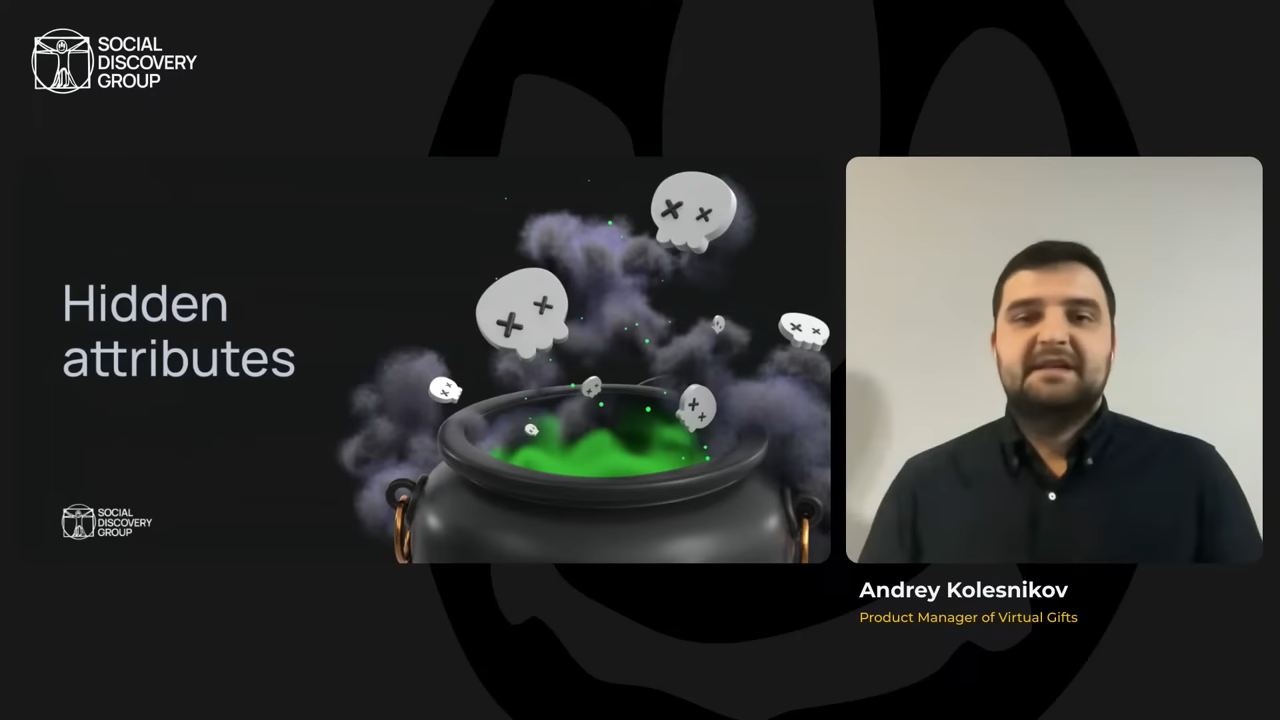 SOCIAL
DISCOVERY
GROUP
Hidden
attributes
SOCIAL
DISCOVERY
GROUP
Andrey Kolesnikov
Product Manager of Virtual Gifts